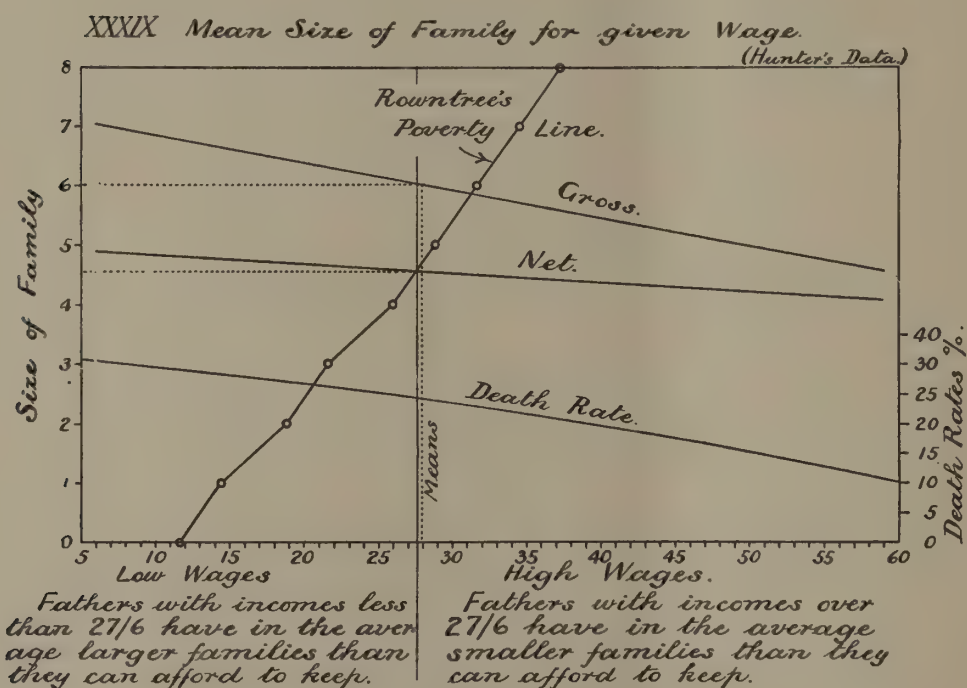 XXXIX Mean Size of Family for given Wage.
(Hunter's Data.)
8
7
6
5
4
3
2
1
0
Size of Family
Rowntree's
Poverty Line.
Gross.
Net.
Death Rate.
Means
40
30
25
20
15
10
5
0
Death Rates %.
5 10 15 20 25 30 35 40 45 50 55 60
Low Wages High Wages.
Fathers with incomes less
than 27/6 have in the aver
age larger families than
they can afford to keep.
Fathers with incomes over
27/6 have in the average
smaller families than they
can afford to keep.